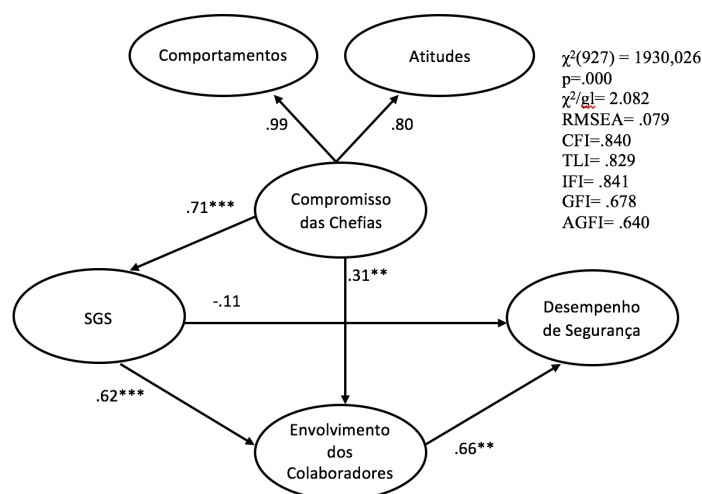 Comportamentos
Atitudes
χ²(927) = 1930,026
p=.000
χ²/gl= 2.082
RMSEA= .079
CFI=.840
TLI= .829
IFI= .841
GFI= .678
AGFI= .640
.99
.80
Compromisso
das Chefias
.71***
.31**
SGS
-.11
Desempenho
de Segurança
.62***
Envolvimento
dos
Colaboradores
.66**